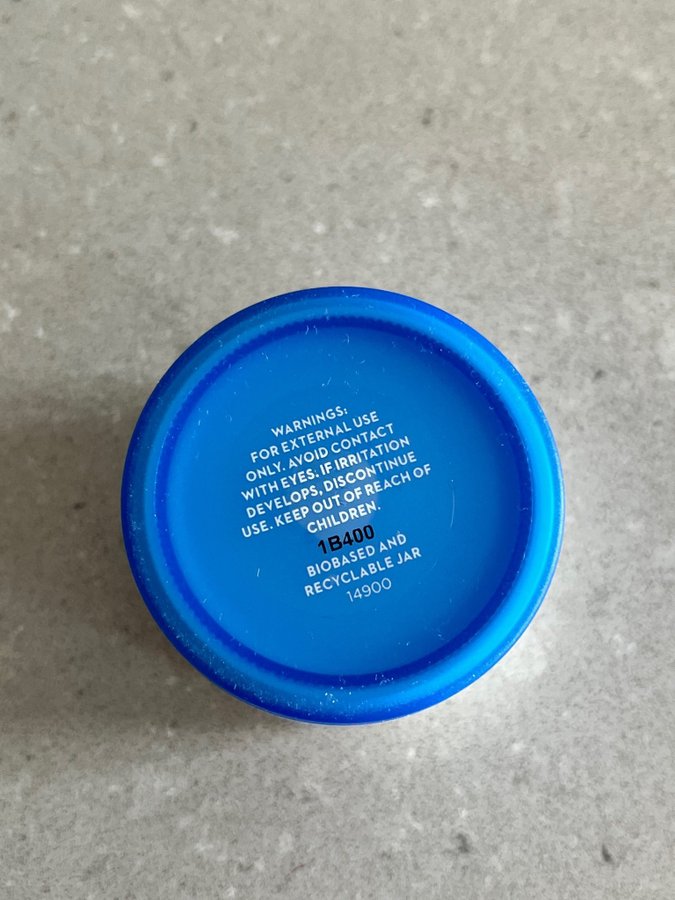 WARNINGS:
FOR EXTERNAL USE
ONLY. AVOID CONTACT
WITH EYES. IF IRRITATION
DEVELOPS, DISCONTINUE
USE. KEEP OUT OF REACH OF
CHILDREN.
1B400
BIOBASED AND
RECYCLABLE JAR
14900